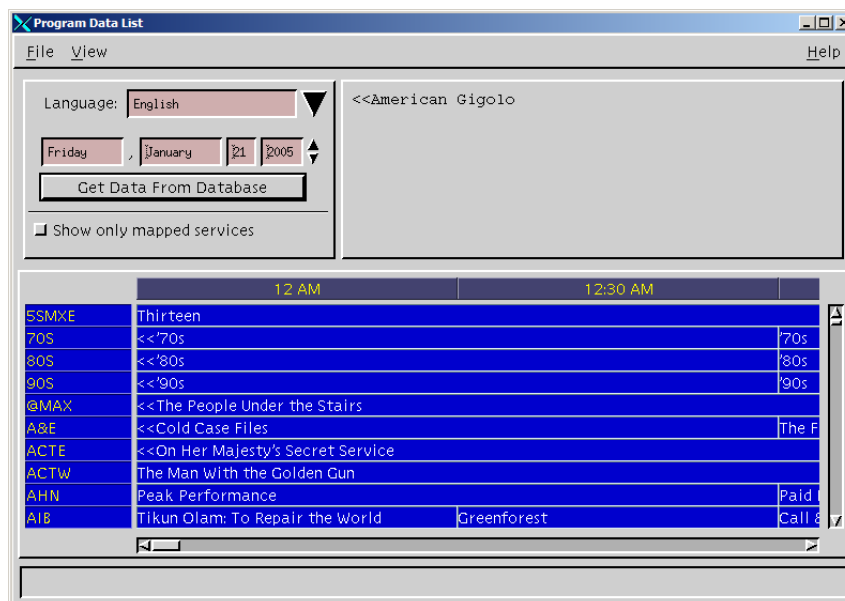 Program Data List
File View Help
Language: English
<<American Gigolo
Friday , January 21 2005
Get Data From Database
Show only mapped services
12 AM 12:30 AM
5SMXE Thirteen
70S <<'70s '70s
80S <<'80s '80s
90S <<'90s '90s
@MAX <<The People Under the Stairs
A&E <<Cold Case Files The F
ACTE <<On Her Majesty's Secret Service
ACTW The Man With the Golden Gun
AHN Peak Performance Paid
AIB Tikun Olam: To Repair the World Greenforest Call &